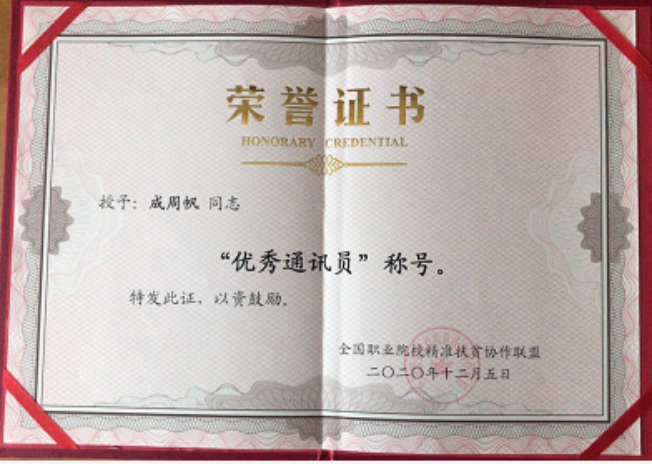 荣誉证书
HONORARY CREDENTIAL
授予：成周帆 同志
“优秀通讯员”称号。
特发此证，以资鼓励。
全国职业院校精准扶贫协作联盟
二〇二〇年十二月五日